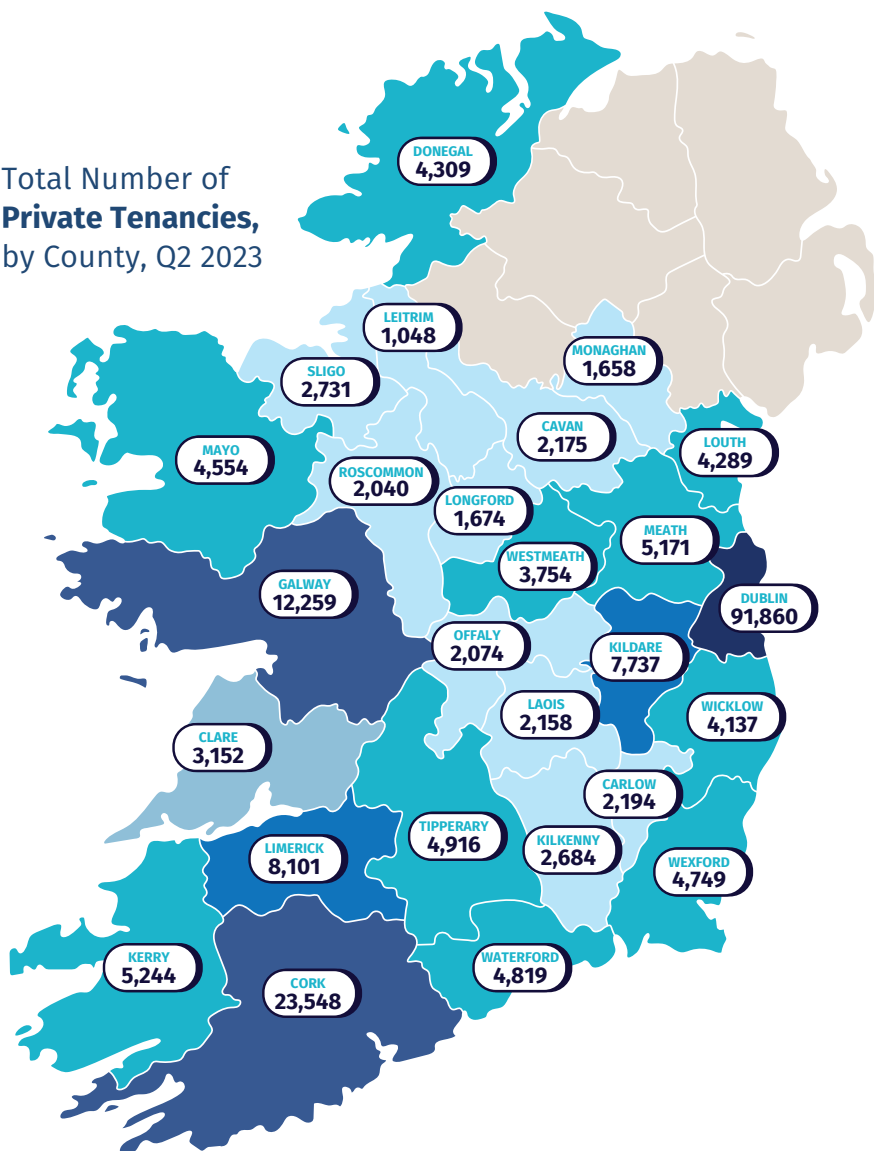 Total Number of
Private Tenancies,
by County, Q2 2023
DONEGAL
4,309
LEITRIM
1,048
MONAGHAN
1,658
SLIGO
2,731
CAVAN
2,175
LOUTH
4,289
MAYO
4,554
ROSCOMMON
2,040
LONGFORD
1,674
MEATH
5,171
WESTMEATH
3,754
GALWAY
12,259
DUBLIN
91,860
OFFALY
2,074
KILDARE
7,737
LAOIS
2,158
WICKLOW
4,137
CLARE
3,152
CARLOW
2,194
TIPPERARY
4,916
KILKENNY
2,684
LIMERICK
8,101
WEXFORD
4,749
KERRY
5,244
WATERFORD
4,819
CORK
23,548